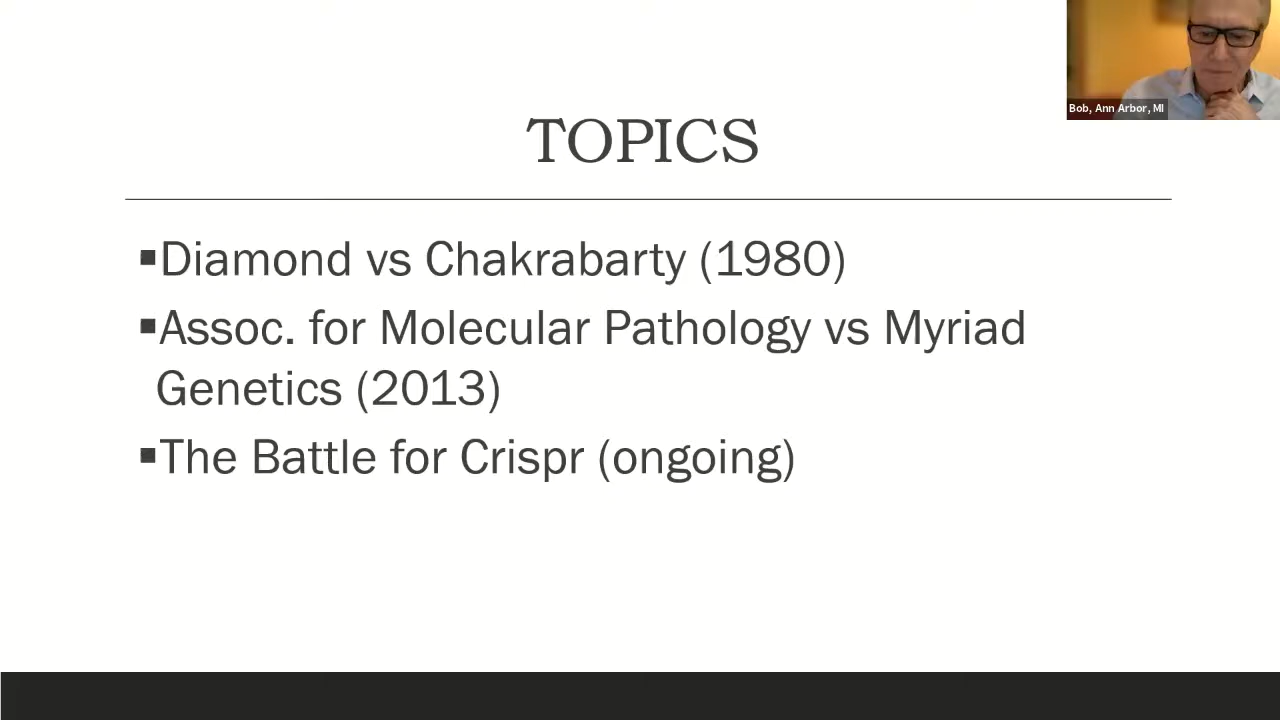 Bob, Ann Arbor, MI
TOPICS
▪Diamond vs Chakrabarty (1980)
▪Assoc. for Molecular Pathology vs Myriad
Genetics (2013)
▪The Battle for Crispr (ongoing)